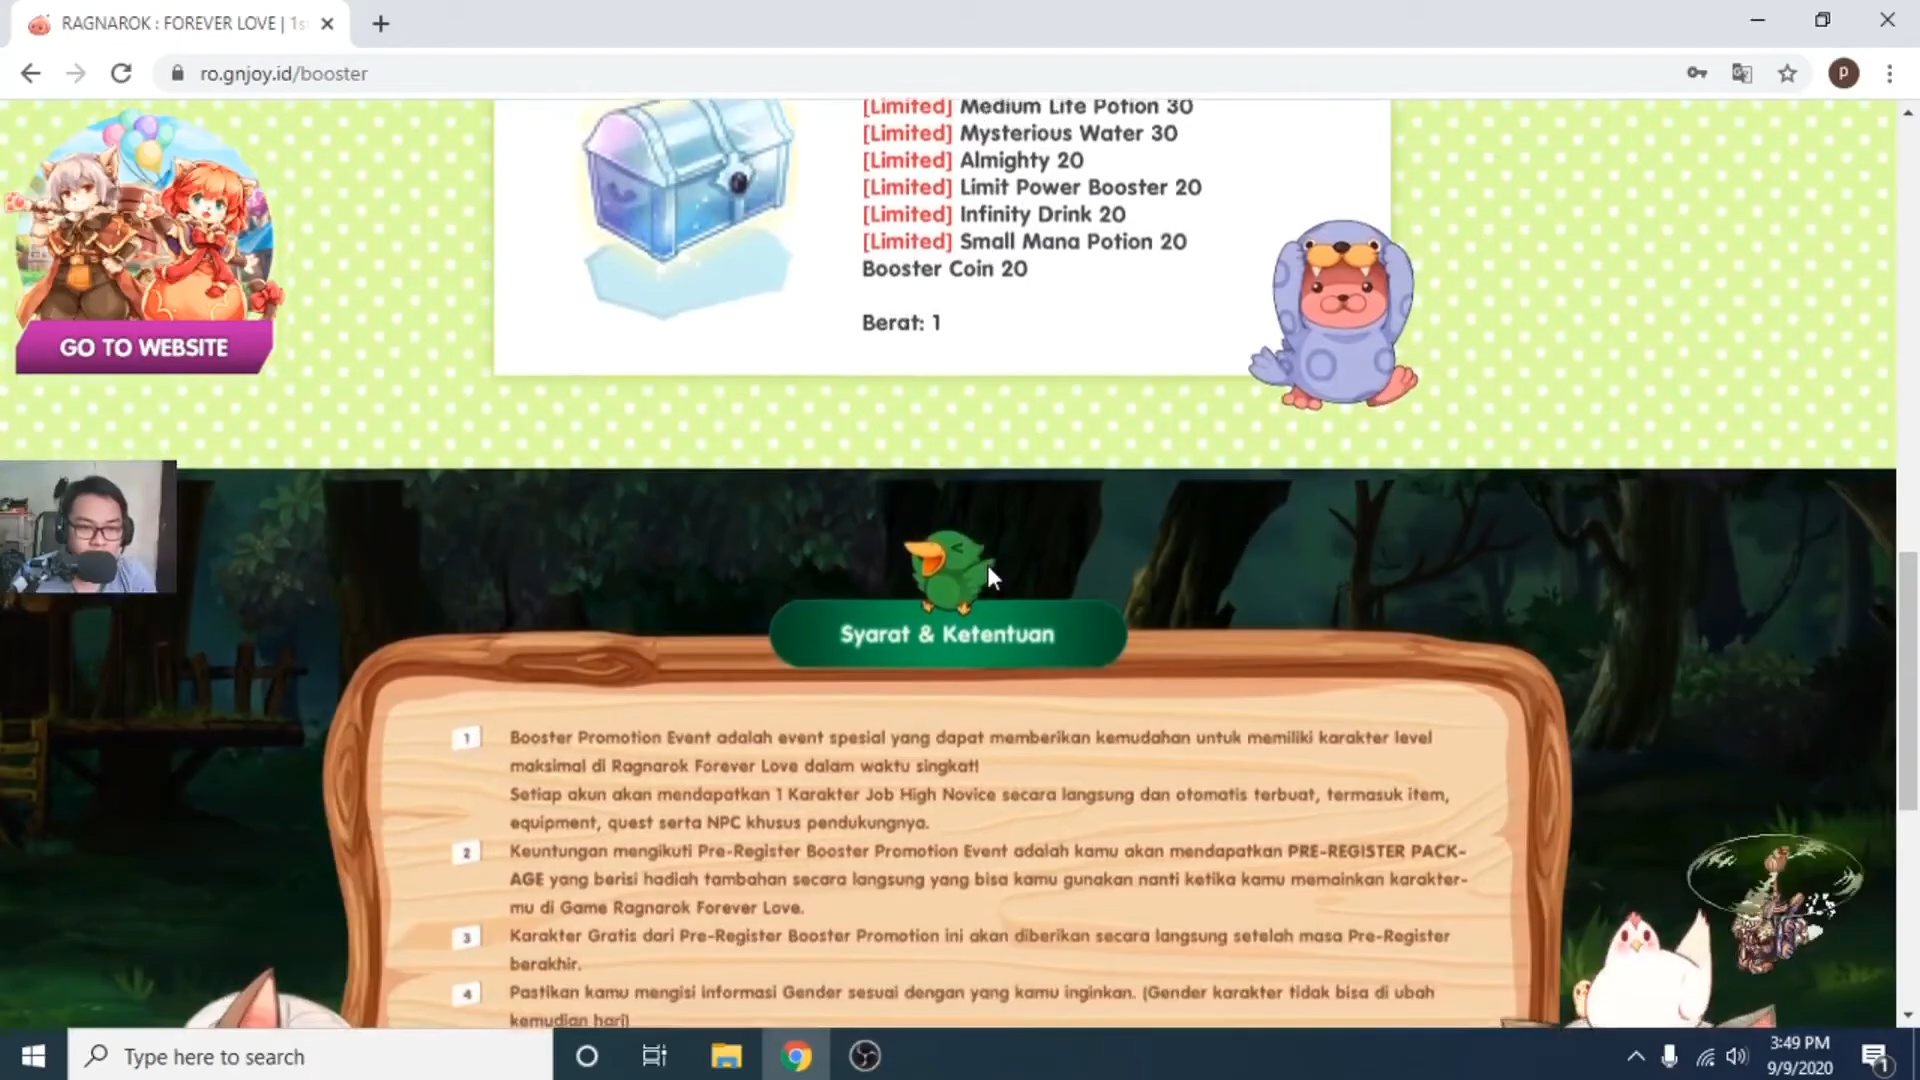 RAGNAROK : FOREVER LOVE | 1s
ro.gnjoy.id/booster
P
[Limited] Medium Life Potion 30
[Limited] Mysterious Water 30
[Limited] Almighty 20
[Limited] Limit Power Booster 20
[Limited] Infinity Drink 20
[Limited] Small Mana Potion 20
Booster Coin 20
Berat: 1
GO TO WEBSITE
Syarat & Ketentuan
1 Booster Promotion Event adalah event spesial yang dapat memberikan kemudahan untuk memiliki karakter level
maksimal di Ragnarok Forever Love dalam waktu singkat!
Setiap akun akan mendapatkan 1 Karakter Job High Novice secara langsung dan otomatis terbuat, termasuk item,
equipment, quest serta NPC khusus pendukungnya.
2 Keuntungan mengikuti Pre-Register Booster Promotion Event adalah kamu akan mendapatkan PRE-REGISTER PACK-
AGE yang berisi hadiah tambahan secara langsung yang bisa kamu gunakan nanti ketika kamu memainkan karakter-
mu di Game Ragnarok Forever Love.
3 Karakter Gratis dari Pre-Register Booster Promotion ini akan diberikan secara langsung setelah masa Pre-Register
berakhir.
4 Pastikan kamu mengisi informasi Gender sesuai dengan yang kamu inginkan. (Gender karakter tidak bisa di ubah
kemudian hari)
Type here to search
3:49 PM
9/9/2020
1